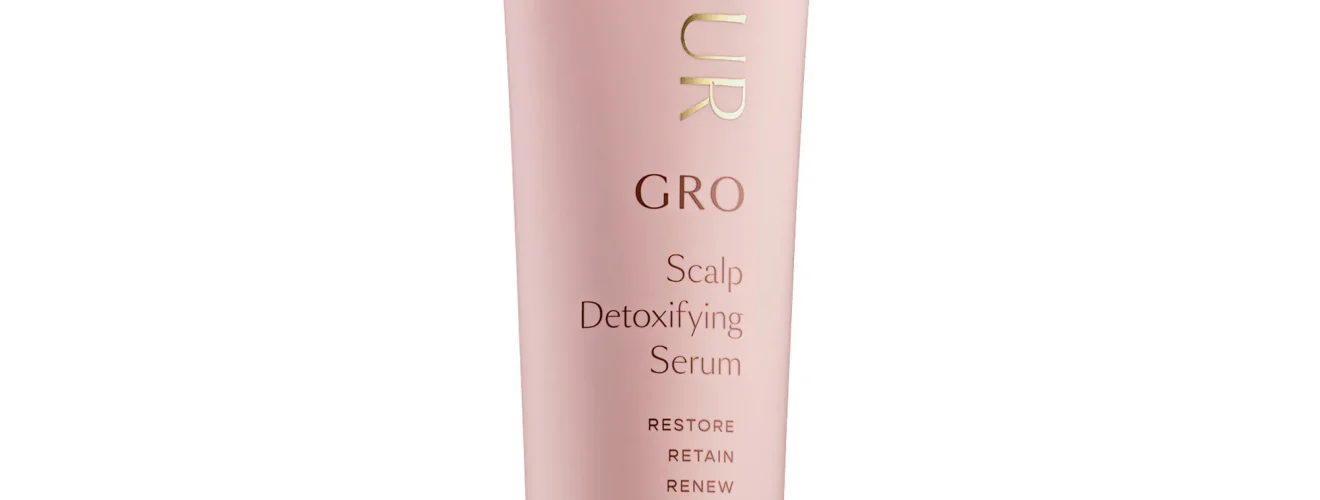 UR
GRO
Scalp
Detoxifying
Serum
RESTORE
RETAIN
RENEW